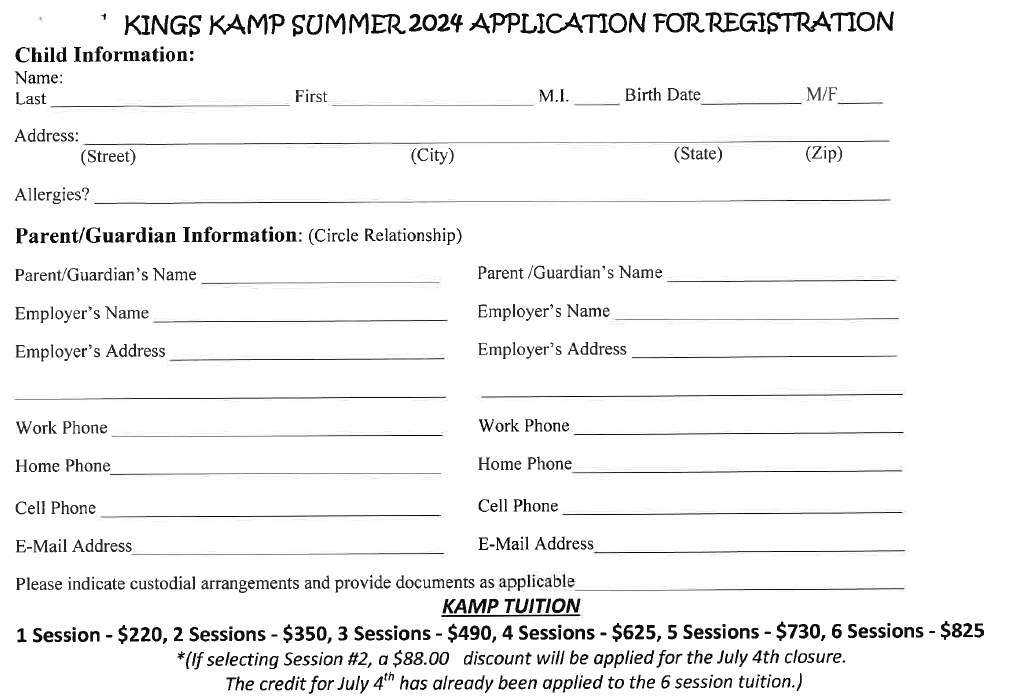 KINGS KAMP SUMMER 2024 APPLICATION FOR REGISTRATION
Child Information:
Name:
Last First M.I. Birth Date M/F
Address:
(Street) (City) (State) (Zip)
Allergies?
Parent/Guardian Information: (Circle Relationship)
Parent/Guardian's Name Parent /Guardian's Name
Employer's Name Employer's Name
Employer's Address Employer's Address
Work Phone Work Phone
Home Phone Home Phone
Cell Phone Cell Phone
E-Mail Address E-Mail Address
Please indicate custodial arrangements and provide documents as applicable
KAMP TUITION
1 Session - $220, 2 Sessions - $350, 3 Sessions - $490, 4 Sessions - $625, 5 Sessions - $730, 6 Sessions - $825
*(If selecting Session #2, a $88.00 discount will be applied for the July 4th closure.
The credit for July 4th has already been applied to the 6 session tuition.)